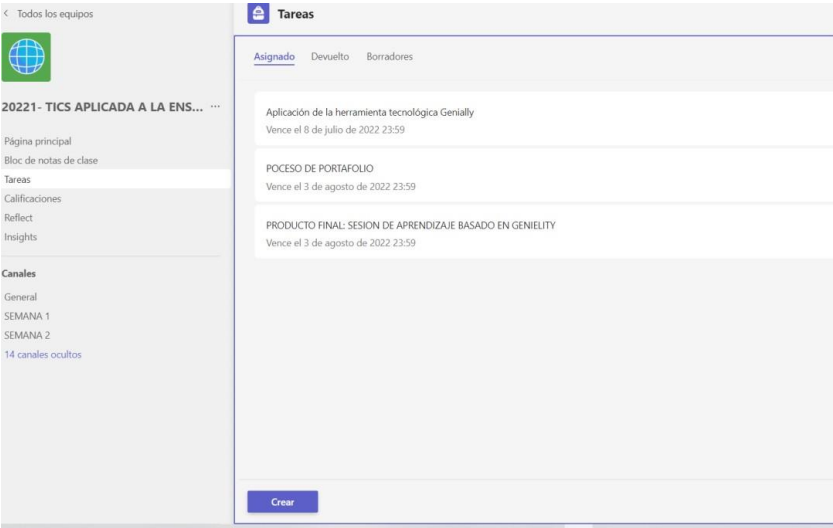 Todos los equipos
20221- TICS APLICADA A LA ENS... ...
Página principal
Bloc de notas de clase
Tareas
Calificaciones
Reflect
Insights
Canales
General
SEMANA 1
SEMANA 2
14 canales ocultos
Tareas
Asignado Devuelto Borradores
Aplicación de la herramienta tecnológica Genially
Vence el 8 de julio de 2022 23:59
POCESO DE PORTAFOLIO
Vence el 3 de agosto de 2022 23:59
PRODUCTO FINAL: SESION DE APRENDIZAJE BASADO EN GENIELITY
Vence el 3 de agosto de 2022 23:59
Crear